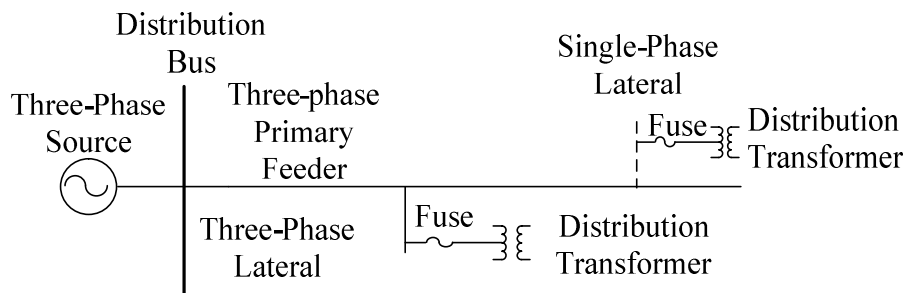 Distribution
Bus
Three-Phase
Source
Three-phase
Primary
Feeder
Single-Phase
Lateral
Fuse
Distribution
Transformer
Three-Phase
Lateral
Fuse
Distribution
Transformer